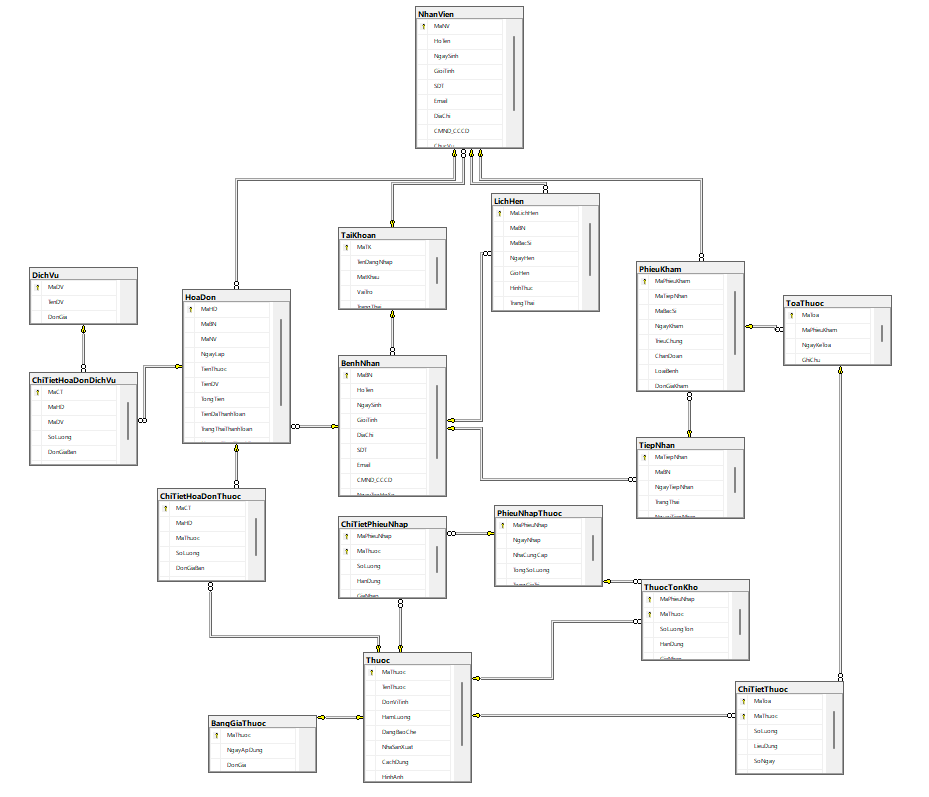 NhanVien
MaNV
HoTen
NgaySinh
GioiTinh
SDT
Email
DiaChi
CMND_CCCD
ChucVu
LichHen
MaLichHen
MaBN
MaBacSi
NgayHen
GioHen
HinhThuc
TrangThai
TaiKhoan
MaTK
TenDangNhap
MatKhau
VaiTro
TrangThai
DichVu
MaDV
TenDV
DonGia
HoaDon
MaHD
MaBN
MaNV
NgayLap
TienThuoc
TienDV
TongTien
TienDaThanhToan
TrangThaiThanhToan
PhieuKham
MaPhieuKham
MaTiepNhan
MaBacSi
NgayKham
TrieuChung
ChanDoan
LoaiBenh
DonGiaKham
ToaThuoc
MaToa
MaPhieuKham
NgayKeToa
GhiChu
BenhNhan
MaBN
HoTen
NgaySinh
GioiTinh
DiaChi
SDT
Email
CMND_CCCD
ChiTietHoaDonDichVu
MaCT
MaHD
MaDV
SoLuong
DonGiaBan
TiepNhan
MaTiepNhan
MaBN
NgayTiepNhan
TrangThai
ChiTietHoaDonThuoc
MaCT
MaHD
MaThuoc
SoLuong
DonGiaBan
ChiTietPhieuNhap
MaPhieuNhap
MaThuoc
SoLuong
HanDung
GiaNhap
PhieuNhapThuoc
MaPhieuNhap
NgayNhap
NhaCungCap
TongSoLuong
ThuocTonKho
MaPhieuNhap
MaThuoc
SoLuongTon
HanDung
Thuoc
MaThuoc
TenThuoc
DonViTinh
HamLuong
DangBaoChe
NhaSanXuat
CachDung
HinhAnh
BangGiaThuoc
MaThuoc
NgayApDung
DonGia
ChiTietThuoc
MaToa
MaThuoc
SoLuong
LieuDung
SoNgay